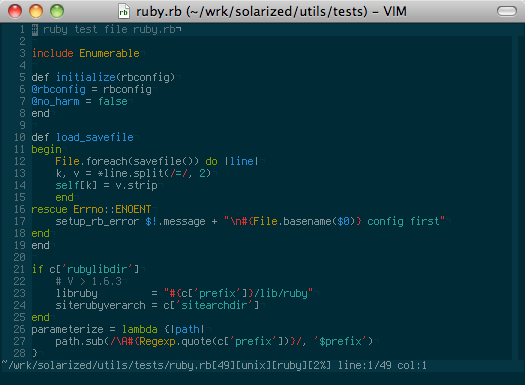 ruby.rb (~/wrk/solarized/utils/tests) – VIM
1 # ruby test file ruby.rb¬
2
3 include Enumerable
4
5 def initialize(rbconfig)
6 @rbconfig = rbconfig
7 @no_harm = false
8 end
9
10 def load_savefile
11 begin
12     File.foreach(savefile()) do |line|
13     k, v = *line.split(/=/, 2)
14     self[k] = v.strip
15     end
16 rescue Errno::ENOENT
17     setup_rb_error $!.message + "\n#{File.basename($0)} config first"
18 end
19 end
20
21 if c['rubylibdir']
22     # V > 1.6.3
23     libruby         = "#{c['prefix']}/lib/ruby"
24     siterubyverarch = c['sitearchdir']
25 end
26 parameterize = lambda {|path|
27     path.sub(/\A#{Regexp.quote(c['prefix'])}/, '$prefix')
28 }
~/wrk/solarized/utils/tests/ruby.rb[49][unix][ruby][2%] line:1/49 col:1